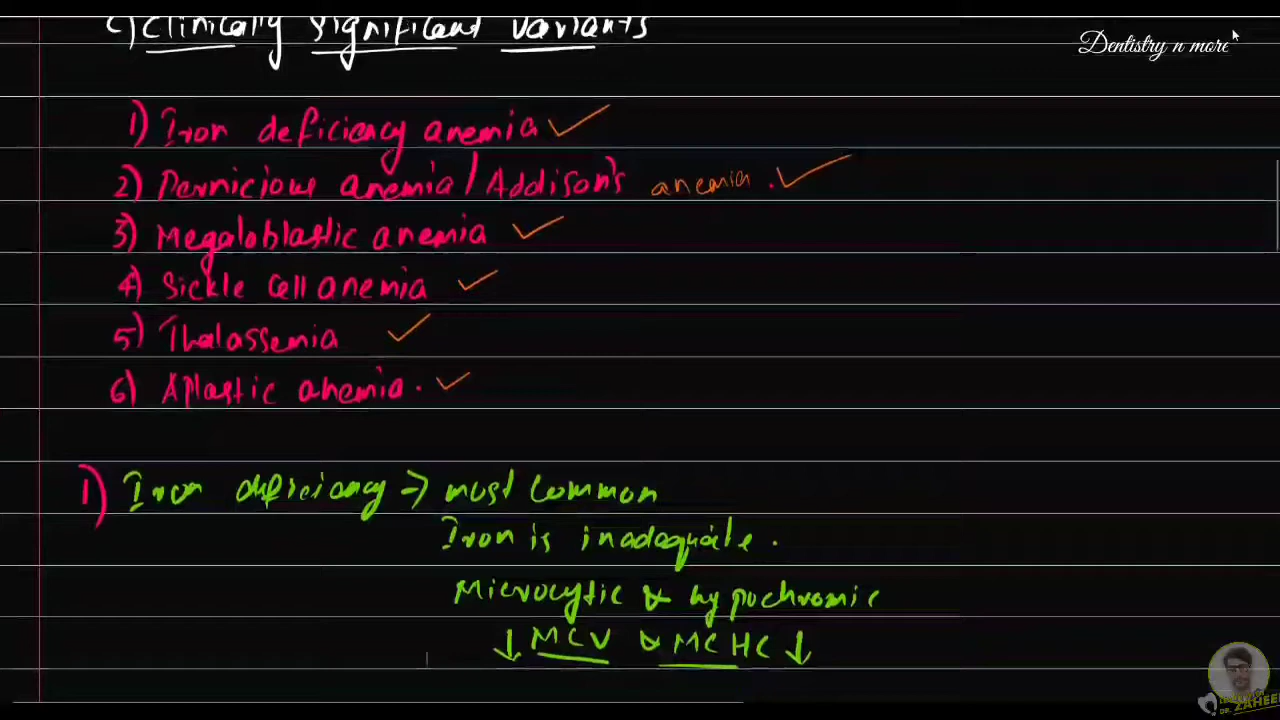 c) Clinically significant variants
Dentistry n more
1) Iron deficiency anemia
2) Pernicious anemia / Addison's anemia.
3) Megaloblastic anemia
4) Sickle cell anemia
5) Thalassemia
6) Aplastic anemia.
1) Iron deficiency → most common
Iron is inadequate.
Microcytic & hypochromic
↓ MCV & MCHC ↓
DR. ZAHEE